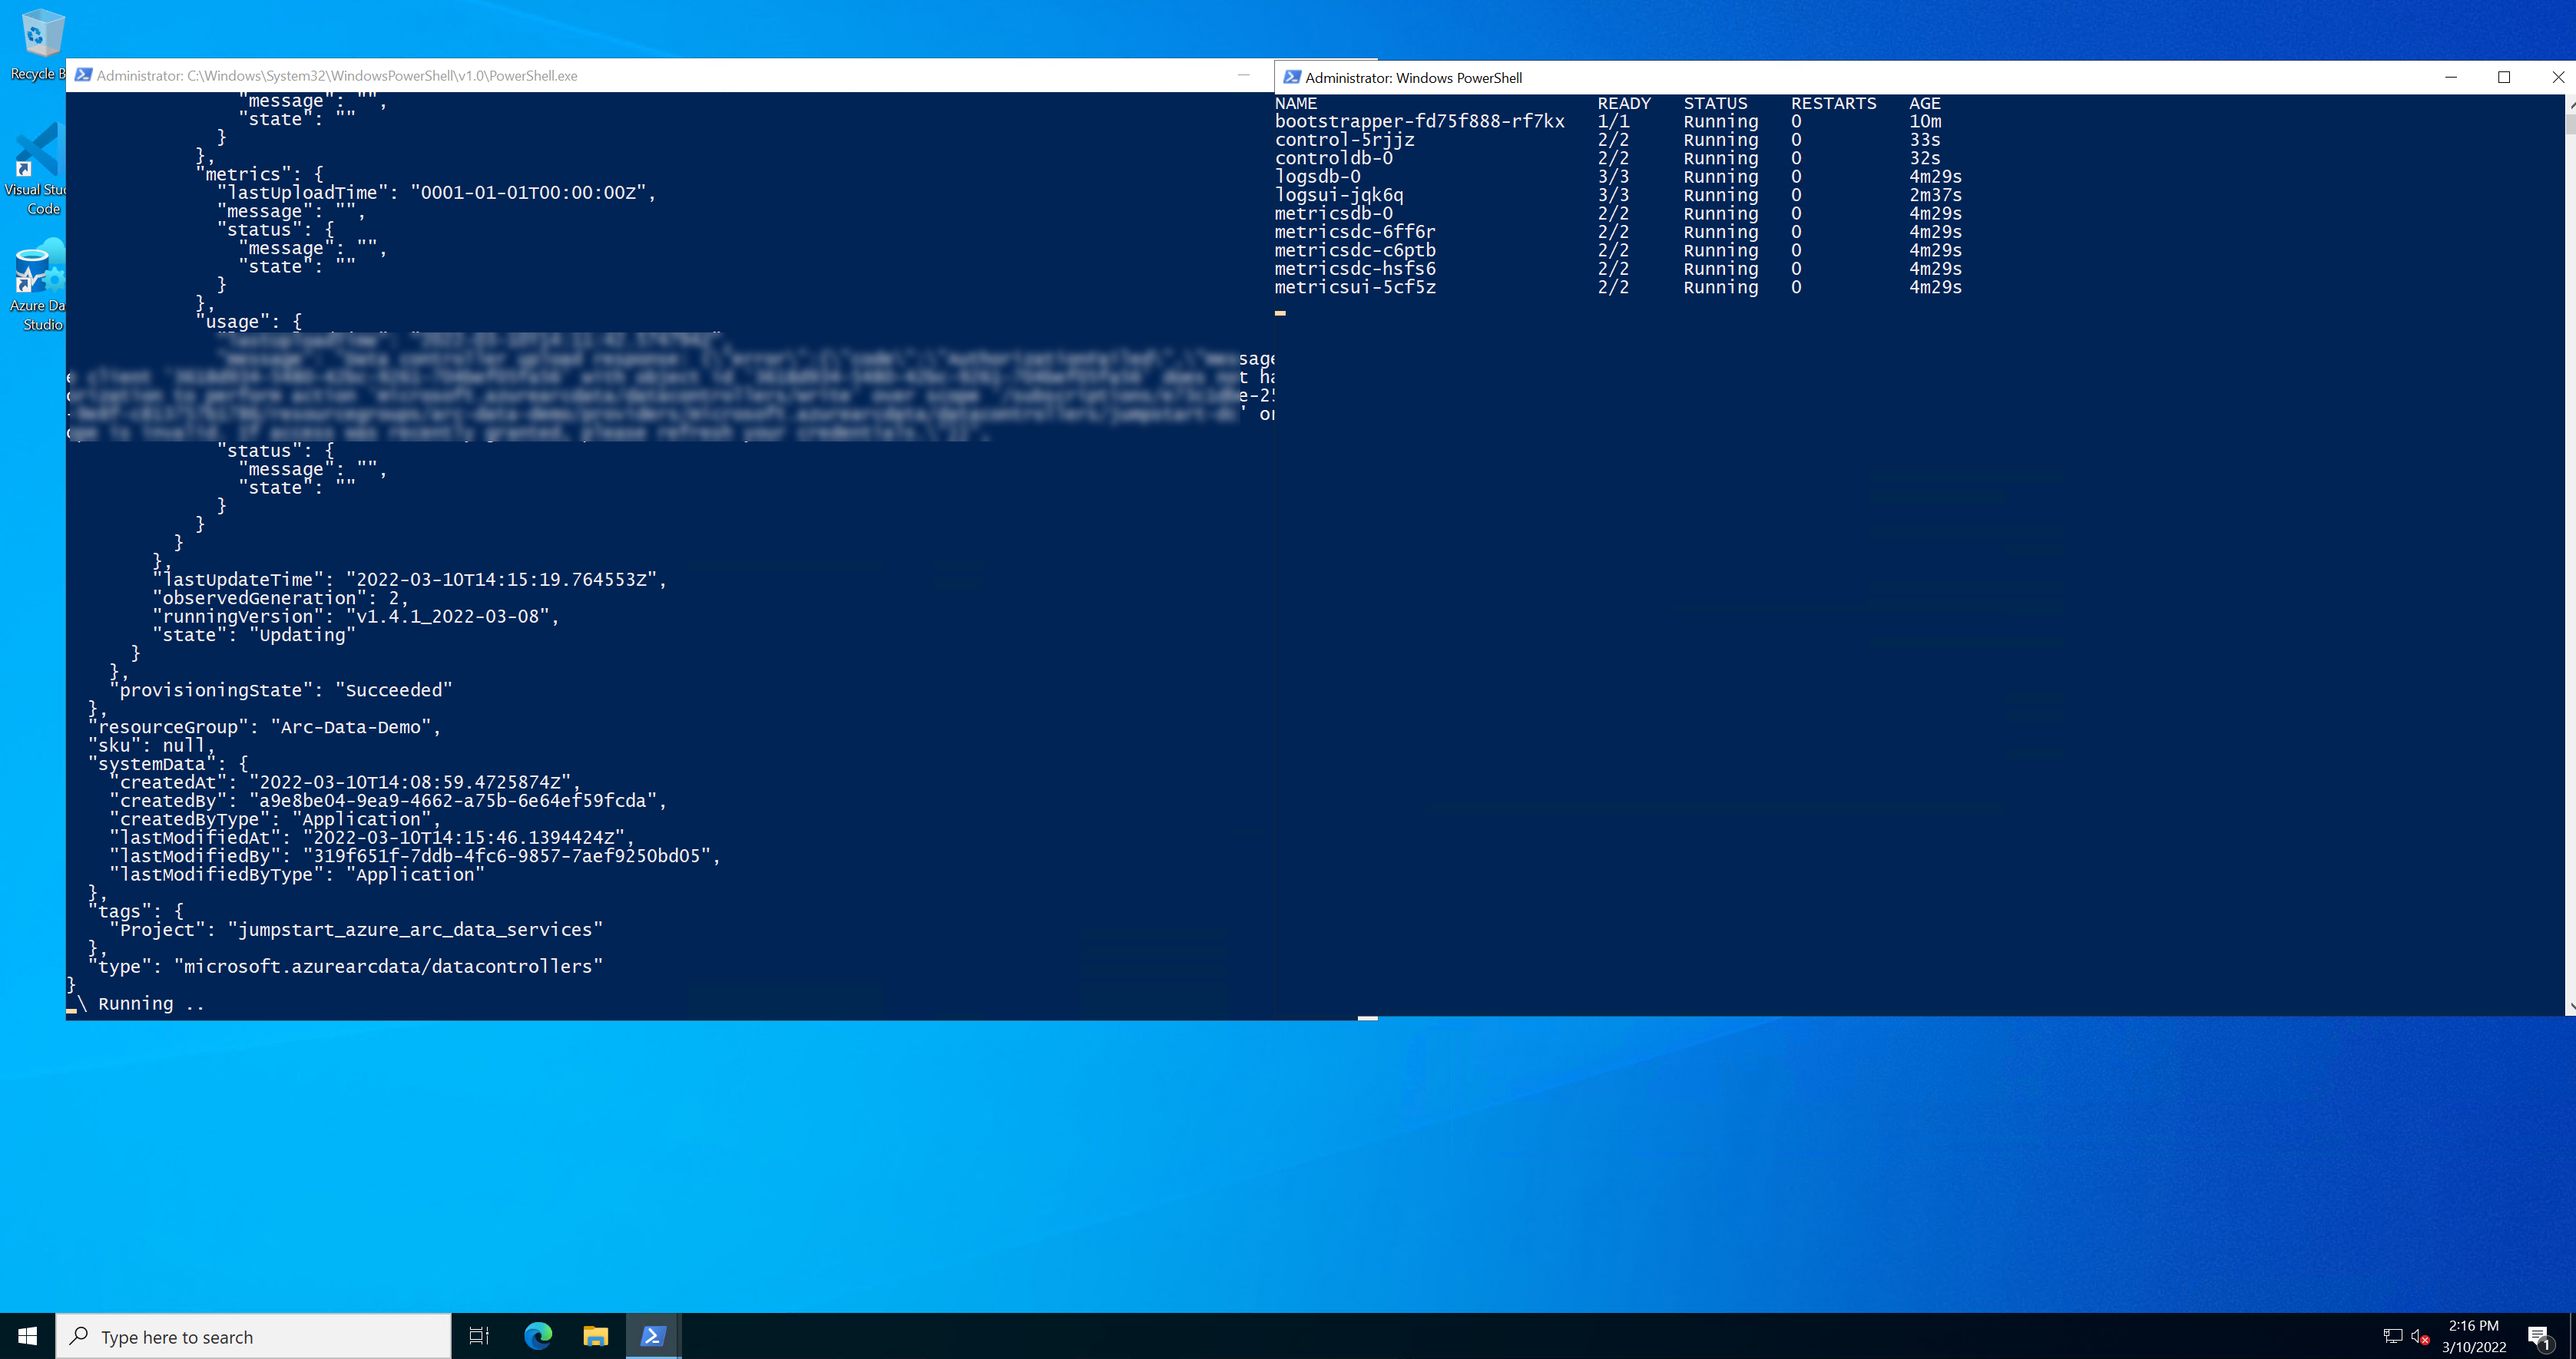 Recycle B
Visual Stu
Code
Azure Da
Studio
Administrator: C:\Windows\System32\WindowsPowerShell\v1.0\PowerShell.exe
"message": "",
"state": ""
}
},
"metrics": {
"lastUploadTime": "0001-01-01T00:00:00Z",
"message": "",
"status": {
"message": "",
"state": ""
}
},
"usage": {
"status": {
"message": "",
"state": ""
}
}
}
},
"lastUpdateTime": "2022-03-10T14:15:19.764553Z",
"observedGeneration": 2,
"runningVersion": "v1.4.1_2022-03-08",
"state": "Updating"
}
},
"provisioningState": "Succeeded"
},
"resourceGroup": "Arc-Data-Demo",
"sku": null,
"systemData": {
"createdAt": "2022-03-10T14:08:59.4725874Z",
"createdBy": "a9e8be04-9ea9-4662-a75b-6e64ef59fcda",
"createdByType": "Application",
"lastModifiedAt": "2022-03-10T14:15:46.1394424Z",
"lastModifiedBy": "319f651f-7ddb-4fc6-9857-7aef9250bd05",
"lastModifiedByType": "Application"
},
"tags": {
"Project": "jumpstart_azure_arc_data_services"
},
"type": "microsoft.azurearcdata/datacontrollers"
}
\ Running ..
Administrator: Windows PowerShell
NAME READY STATUS RESTARTS AGE
bootstrapper-fd75f888-rf7kx 1/1 Running 0 10m
control-5rjjz 2/2 Running 0 33s
controldb-0 2/2 Running 0 32s
logsdb-0 3/3 Running 0 4m29s
logsui-jqk6q 3/3 Running 0 2m37s
metricsdb-0 2/2 Running 0 4m29s
metricsdc-6ff6r 2/2 Running 0 4m29s
metricsdc-c6ptb 2/2 Running 0 4m29s
metricsdc-hsfs6 2/2 Running 0 4m29s
metricsui-5cf5z 2/2 Running 0 4m29s
Type here to search
2:16 PM
3/10/2022
1